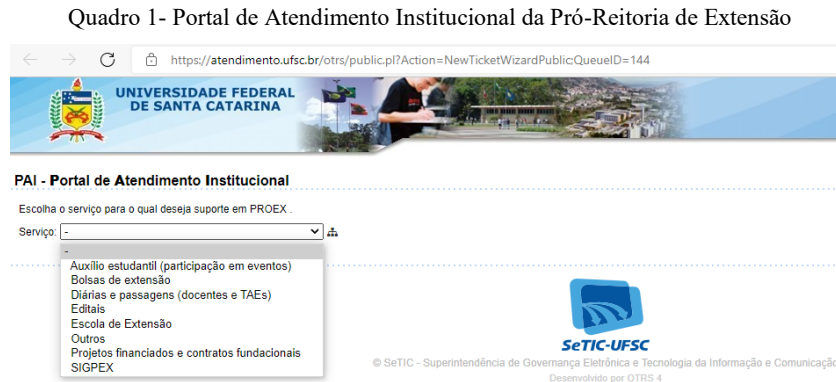 Quadro 1- Portal de Atendimento Institucional da Pró-Reitoria de Extensão
https://atendimento.ufsc.br/otrs/public.pl?Action=NewTicketWizardPublic;QueueID=144
UNIVERSIDADE FEDERAL
DE SANTA CATARINA
PAI - Portal de Atendimento Institucional
Escolha o serviço para o qual deseja suporte em PROEX .
Serviço: -
-
Auxílio estudantil (participação em eventos)
Bolsas de extensão
Diárias e passagens (docentes e TAEs)
Editais
Escola de Extensão
Outros
Projetos financiados e contratos fundacionais
SIGPEX
SeTIC-UFSC
© SeTIC - Superintendência de Governança Eletrônica e Tecnologia da Informação e Comunicação
Desenvolvido por OTRS 4